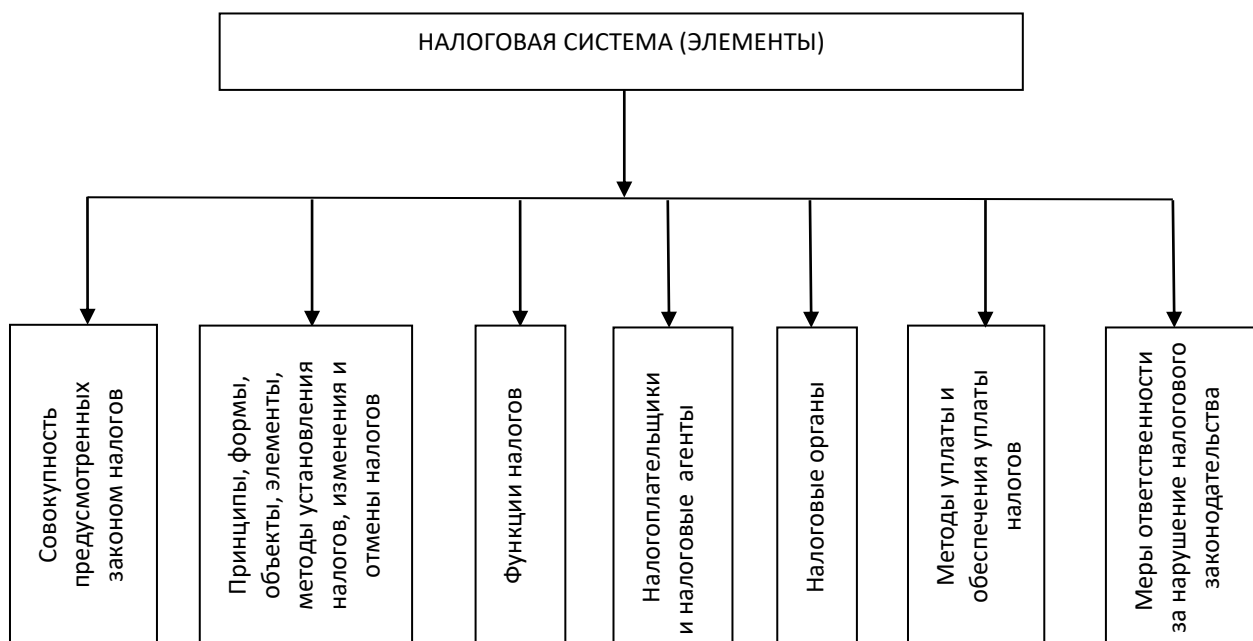 НАЛОГОВАЯ СИСТЕМА (ЭЛЕМЕНТЫ)
Совокупность
предусмотренных
законом налогов
Принципы, формы,
объекты, элементы,
методы установления
налогов, изменения и
отмены налогов
Функции налогов
Налогоплательщики
и налоговые агенты
Налоговые органы
Методы уплаты и
обеспечения уплаты
налогов
Меры ответственности
за нарушение налогового
законодательства